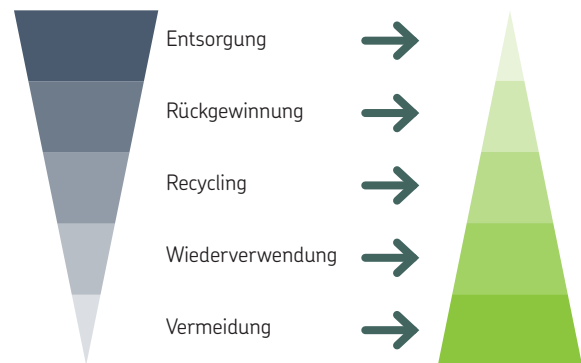 Entsorgung
Rückgewinnung
Recycling
Wiederverwendung
Vermeidung